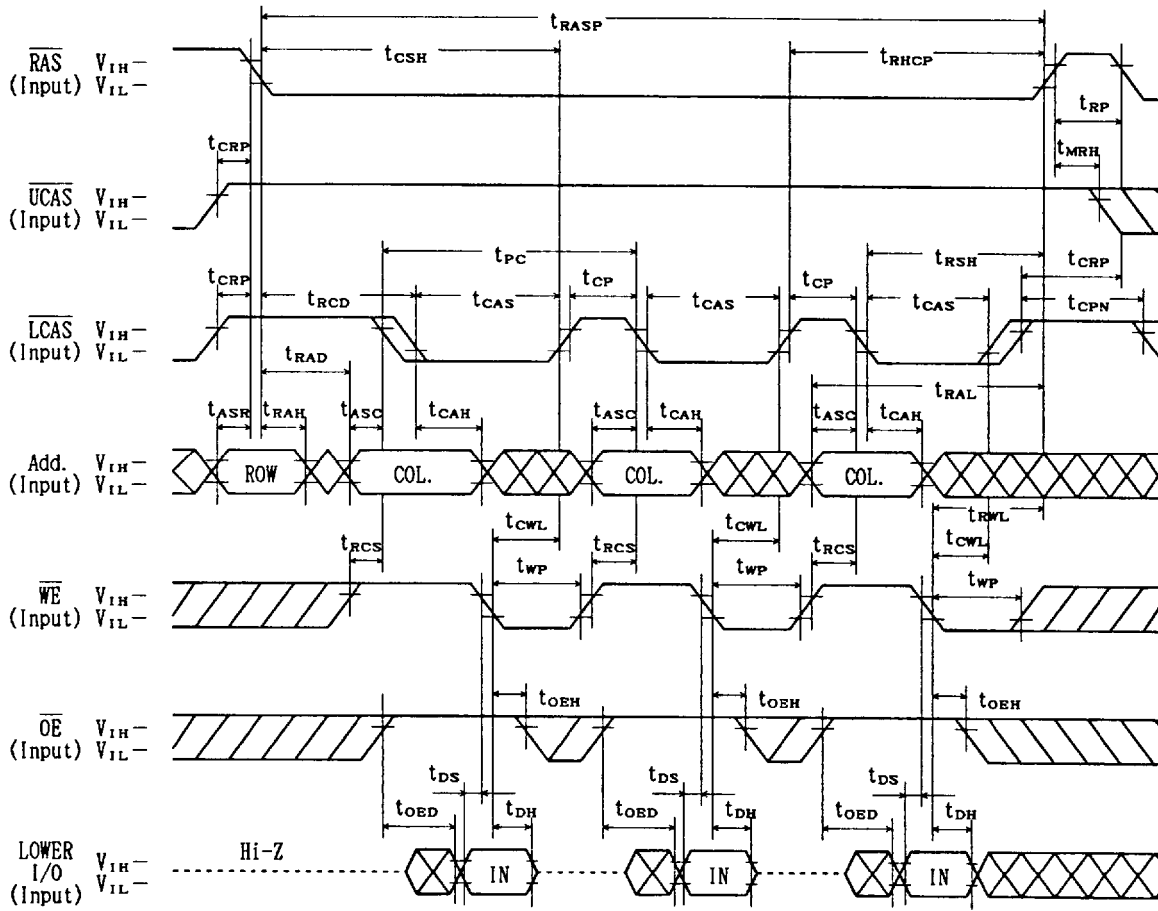 tRASP
tCSH
tRHCP
RAS VIH–
(Input) VIL–
tRP
tCRP
tMRH
UCAS VIH–
(Input) VIL–
tPC
tRSH
tCRP
tCRP
tRCD
tCAS
tCP
tCAS
tCP
tCAS
tCPN
LCAS VIH–
(Input) VIL–
tRAD
tRAL
tASR
tRAH
tASC
tCAH
tASC
tCAH
tASC
tCAH
Add. VIH–
(Input) VIL–
ROW
COL.
COL.
COL.
tRWL
tCWL
tCWL
tCWL
tRCS
tRCS
tRCS
tWP
tWP
tWP
WE VIH–
(Input) VIL–
tOEH
tOEH
tOEH
OE VIH–
(Input) VIL–
tDS
tDS
tDS
tOED
tDH
tOED
tDH
tOED
tDH
LOWER
I/O
(Input)
VIH–
VIL–
Hi-Z
IN
IN
IN